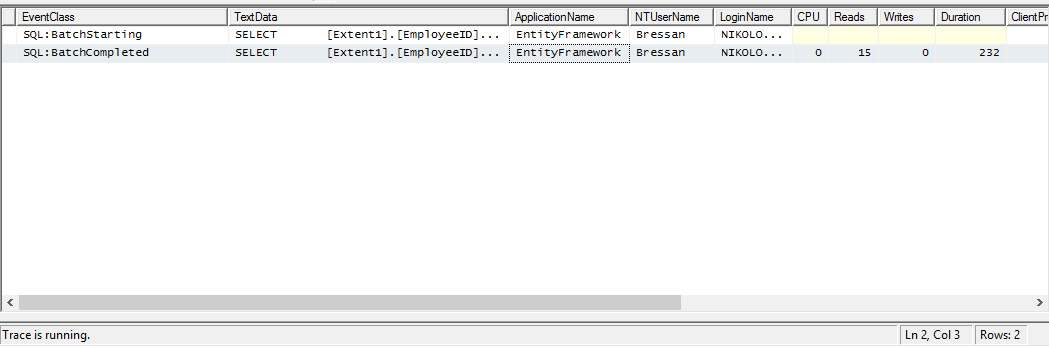 EventClass TextData ApplicationName NTUserName LoginName CPU Reads Writes Duration ClientPr
SQL:BatchStarting SELECT [Extent1].[EmployeeID]... EntityFramework Bressan NIKOLO...
SQL:BatchCompleted SELECT [Extent1].[EmployeeID]... EntityFramework Bressan NIKOLO... 0 15 0 232
Trace is running. Ln 2, Col 3 Rows: 2